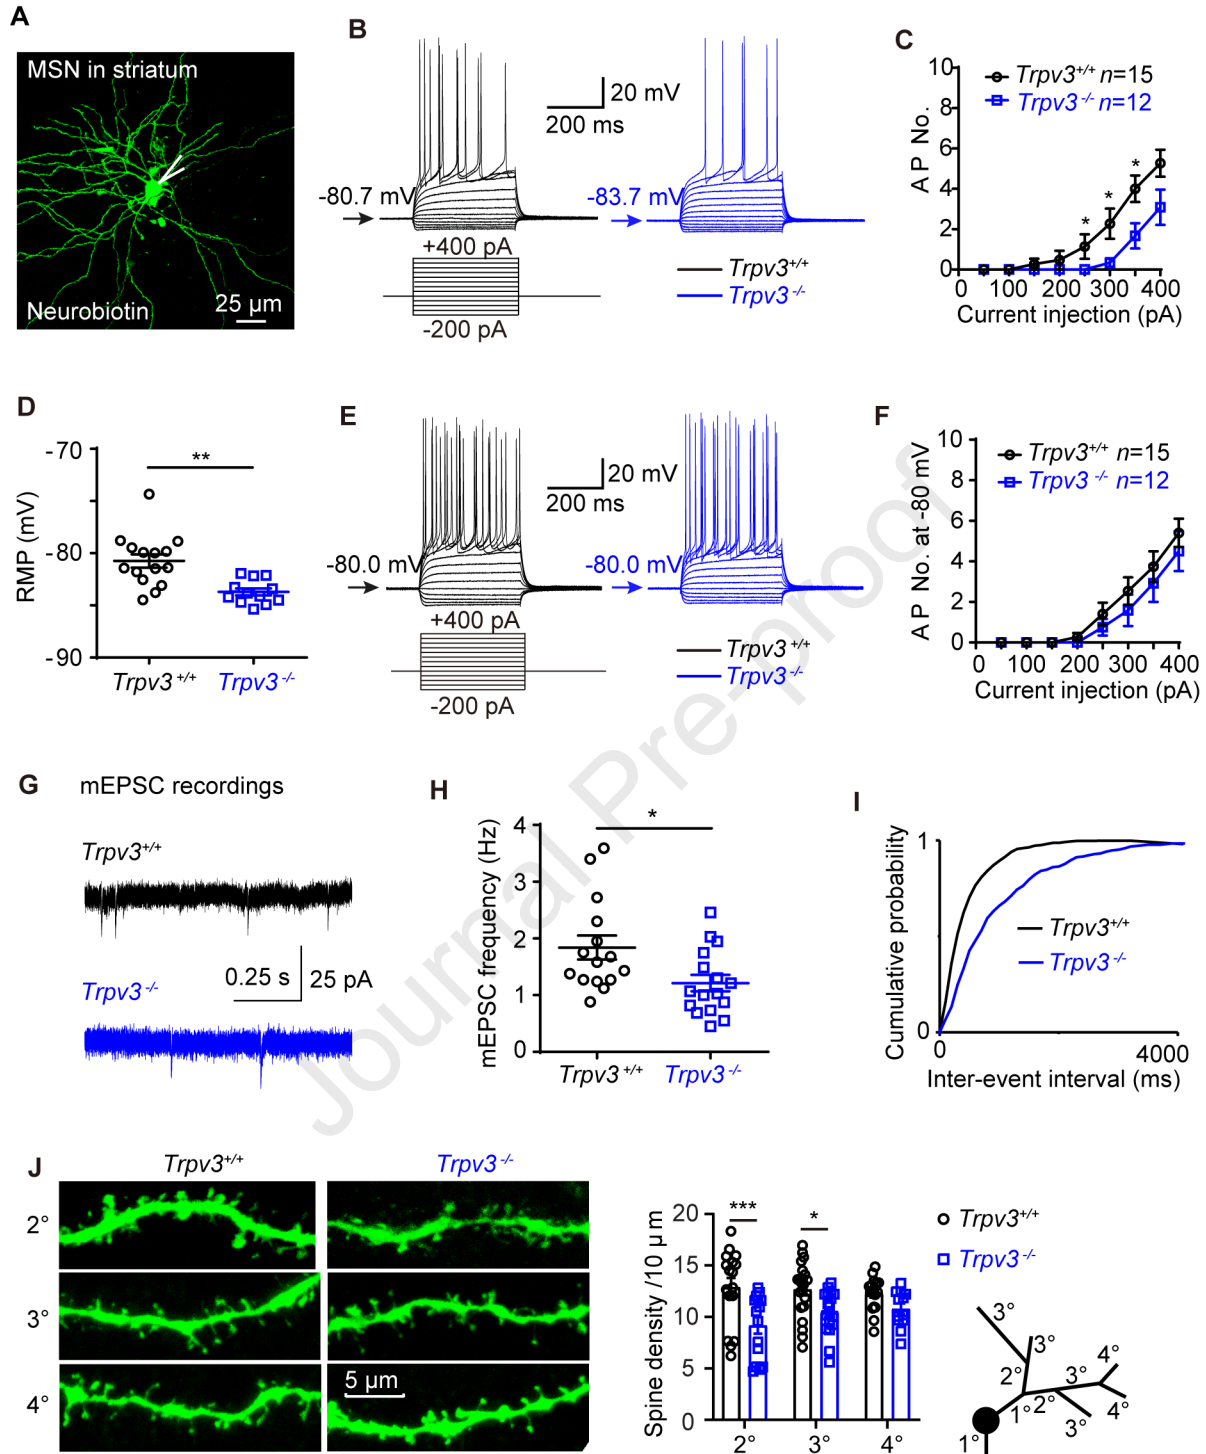 A
MSN in striatum
Neurobiotin
25 µm
B
20 mV
200 ms
-80.7 mV
-83.7 mV
+400 pA
-200 pA
Trpv3+/+
Trpv3 -/-
C
Trpv3+/+ n=15
Trpv3 -/- n=12
AP No.
10
8
6
4
2
0
*
*
*
0 100 200 300 400
Current injection (pA)
D
RMP (mV)
-70
-80
-90
**
Trpv3 +/+
Trpv3 -/-
E
20 mV
200 ms
-80.0 mV
-80.0 mV
+400 pA
-200 pA
Trpv3+/+
Trpv3 -/-
F
Trpv3+/+ n=15
Trpv3 -/- n=12
AP No. at -80 mV
10
8
6
4
2
0
0 100 200 300 400
Current injection (pA)
G
mEPSC recordings
Trpv3+/+
0.25 s
25 pA
Trpv3 -/-
H
mEPSC frequency (Hz)
4
3
2
1
0
*
Trpv3 +/+
Trpv3 -/-
I
Cumulative probability
1
0
Trpv3+/+
Trpv3 -/-
0
4000
Inter-event interval (ms)
Journal Pre-proof
J
Trpv3+/+
Trpv3 -/-
2°
3°
4°
5 µm
Spine density /10 µm
20
15
10
5
0
***
*
2° 3° 4°
Trpv3+/+
Trpv3 -/-
3°
3°
4°
2°
3°
1°
2°
4°
3°
1°